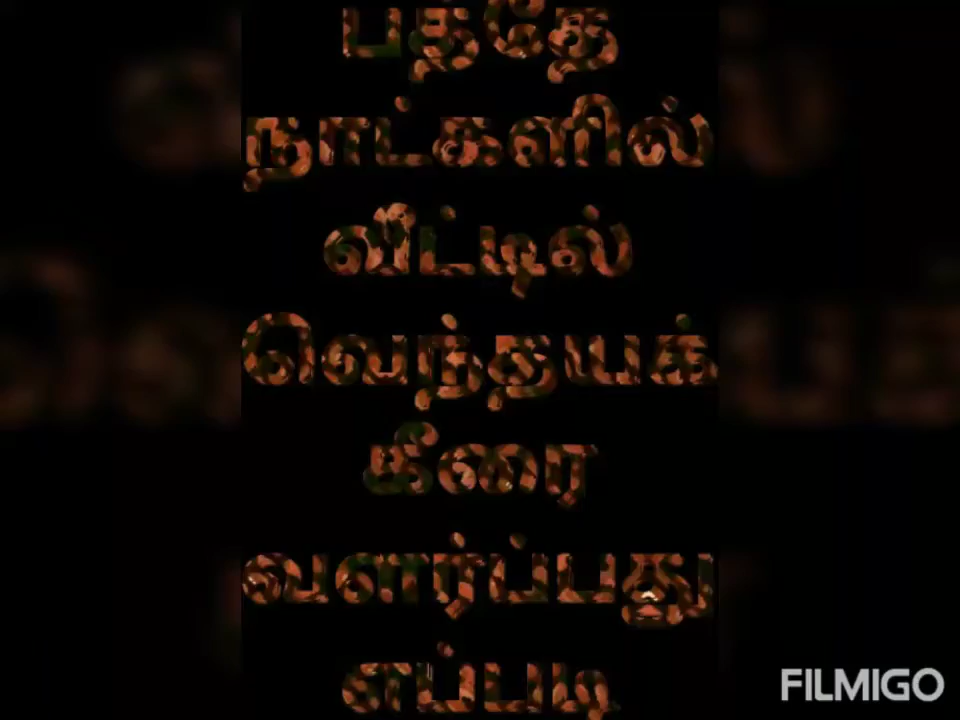 பத்தே
நாட்களில்
வீட்டில்
வெந்தயக்
கீரை
வளர்ப்பது
எப்படி
FILMIGO